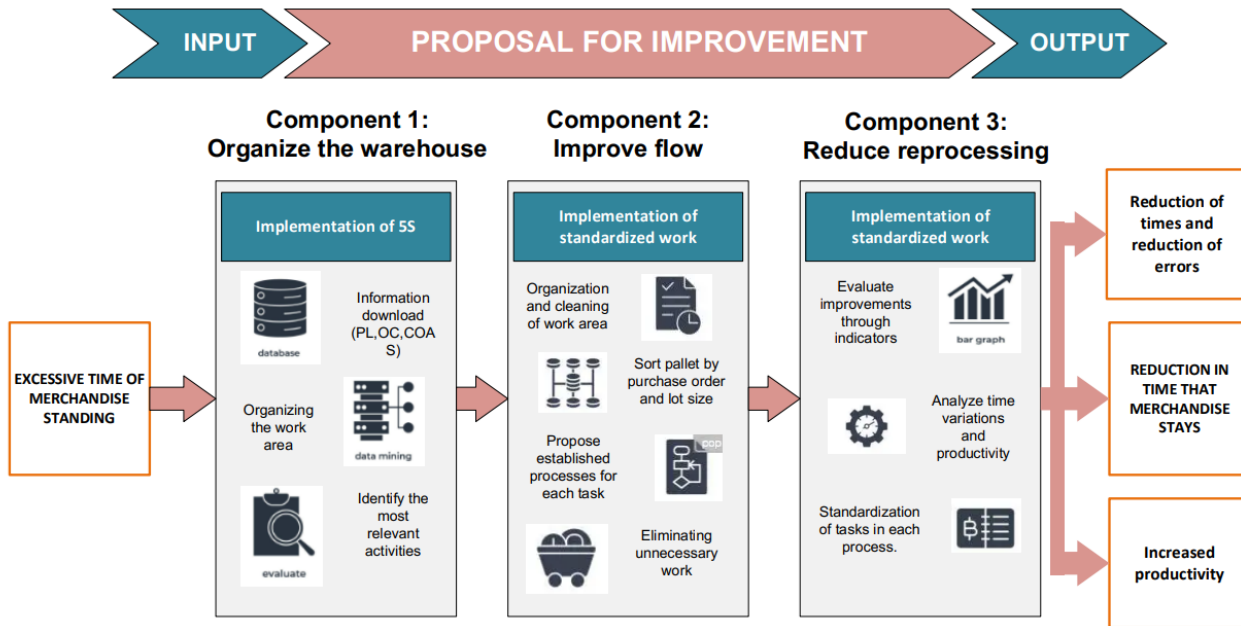 INPUT
PROPOSAL FOR IMPROVEMENT
OUTPUT
Component 1:
Organize the warehouse
Component 2:
Improve flow
Component 3:
Reduce reprocessing
EXCESSIVE TIME OF
MERCHANDISE
STANDING
Implementation of 5S
database
Information
download
(PL,OC,COA
S)
Organizing
the work
area
data mining
evaluate
Identify the
most
relevant
activities
Implementation of
standardized work
Organization
and cleaning
of work area
Sort pallet by
purchase order
and lot size
Propose
established
processes for
each task
pdp
Eliminating
unnecessary
work
Implementation of
standardized work
Evaluate
improvements
through
indicators
bar graph
Analyze time
variations
and
productivity
Standardization
of tasks in each
process.
Reduction of
times and
reduction of
errors
REDUCTION IN
TIME THAT
MERCHANDISE
STAYS
Increased
productivity